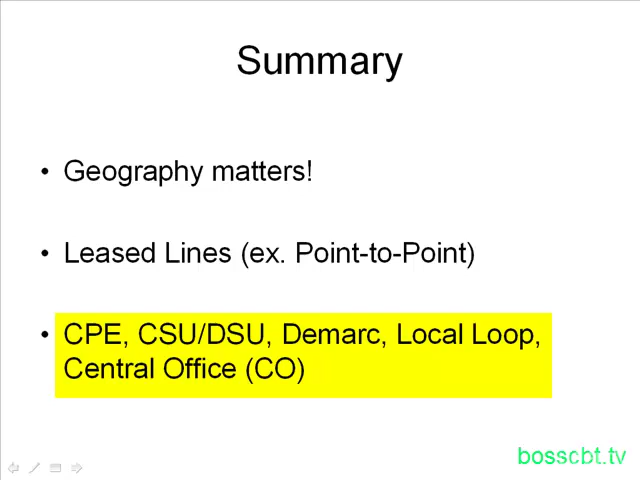 Summary
• Geography matters!
• Leased Lines (ex. Point-to-Point)
• CPE, CSU/DSU, Demarc, Local Loop,
Central Office (CO)
bosscbt.tv